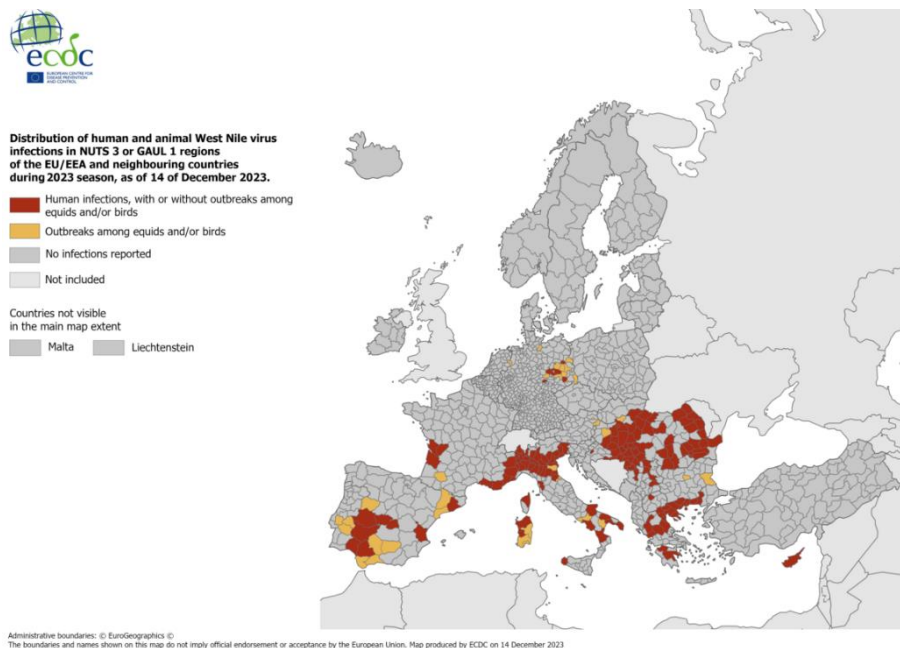 ecdc
EUROPEAN CENTRE FOR
DISEASE PREVENTION
AND CONTROL
Distribution of human and animal West Nile virus
infections in NUTS 3 or GAUL 1 regions
of the EU/EEA and neighbouring countries
during 2023 season, as of 14 of December 2023.
Human infections, with or without outbreaks among
equids and/or birds
Outbreaks among equids and/or birds
No infections reported
Not included
Countries not visible
in the main map extent
Malta Liechtenstein
Administrative boundaries: © EuroGeographics ©
The boundaries and names shown on this map do not imply official endorsement or acceptance by the European Union. Map produced by ECDC on 14 December 2023